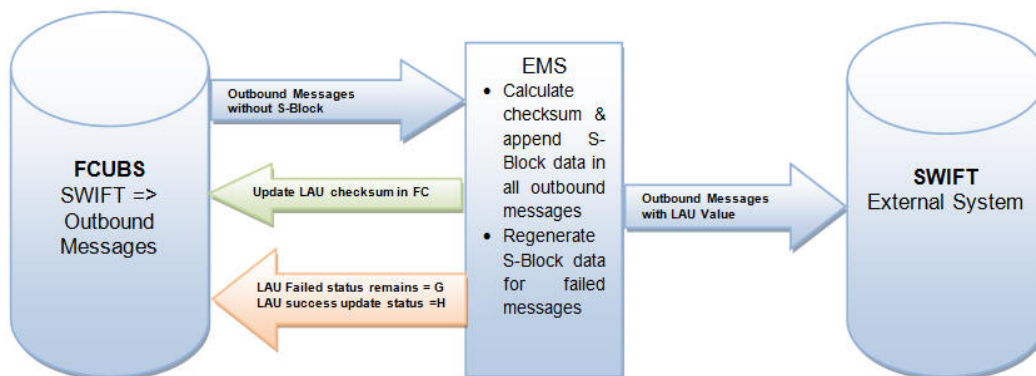 FCUBS
SWIFT =>
Outbound
Messages
Outbound Messages
without S-Block
Update LAU checksum in FC
LAU Failed status remains = G
LAU success update status =H
EMS
• Calculate
checksum &
append S-
Block data in
all outbound
messages
• Regenerate
S-Block data
for failed
messages
Outbound Messages
with LAU Value
SWIFT
External System